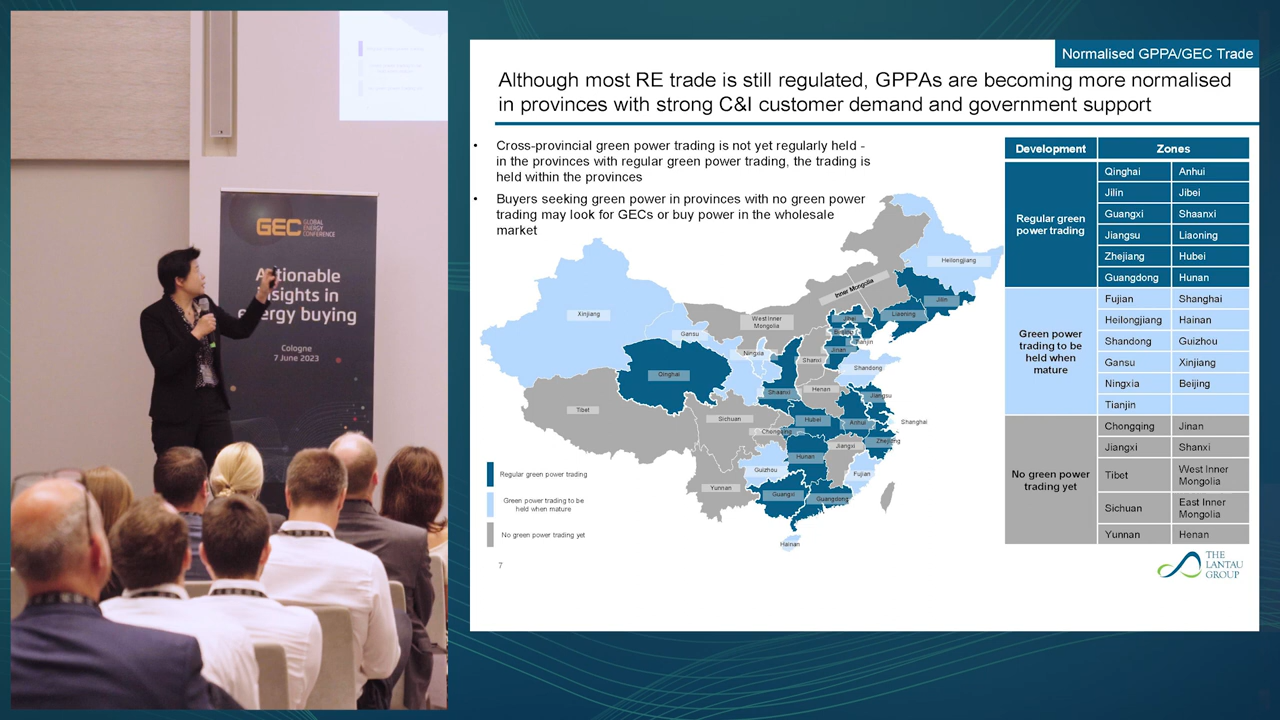 GEC GLOBAL
ENERGY
CONFERENCE
Actionable
insights in
energy buying
Cologne
7 June 2023
Normalised GPPA/GEC Trade
Although most RE trade is still regulated, GPPAs are becoming more normalised
in provinces with strong C&I customer demand and government support
• Cross-provincial green power trading is not yet regularly held -
in the provinces with regular green power trading, the trading is
held within the provinces
• Buyers seeking green power in provinces with no green power
trading may look for GECs or buy power in the wholesale
market
Heilongjiang
Inner Mongolia
Jilin
Xinjiang
West Inner
Mongolia
Jibei
Liaoning
Gansu
Beijing
Tianjin
Ningxia
Jinan
Shanxi
Shandong
Qinghai
Shaanxi
Henan
Jiangsu
Tibet
Sichuan
Hubei
Anhui
Shanghai
Chongqing
Zhejiang
Jiangxi
Hunan
Guizhou
Fujian
Yunnan
Guangxi
Guangdong
Hainan
Regular green power trading
Green power trading to be
held when mature
No green power trading yet
7
Development Zones
Regular green
power trading
Qinghai Anhui
Jilin Jibei
Guangxi Shaanxi
Jiangsu Liaoning
Zhejiang Hubei
Guangdong Hunan
Green power
trading to be
held when
mature
Fujian Shanghai
Heilongjiang Hainan
Shandong Guizhou
Gansu Xinjiang
Ningxia Beijing
Tianjin
No green power
trading yet
Chongqing Jinan
Jiangxi Shanxi
Tibet West Inner
Mongolia
Sichuan East Inner
Mongolia
Yunnan Henan
THE
LANTAU
GROUP